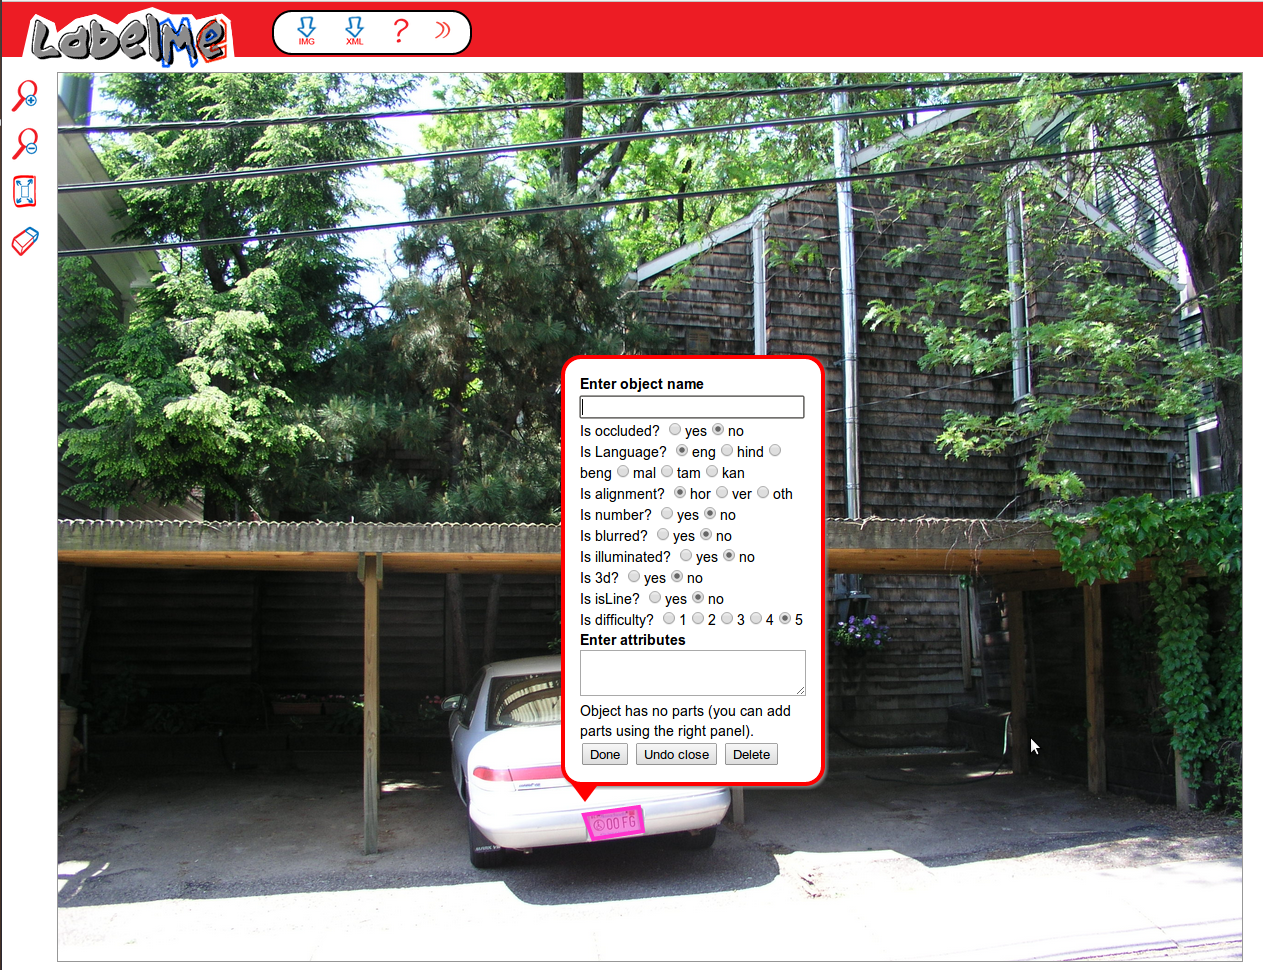 LabelMe
IMG XML ?
Enter object name
Is occluded? yes no
Is Language? eng hind
beng mal tam kan
Is alignment? hor ver oth
Is number? yes no
Is blurred? yes no
Is illuminated? yes no
Is 3d? yes no
Is isLine? yes no
Is difficulty? 1 2 3 4 5
Enter attributes
Object has no parts (you can add
parts using the right panel).
Done Undo close Delete
00 FG